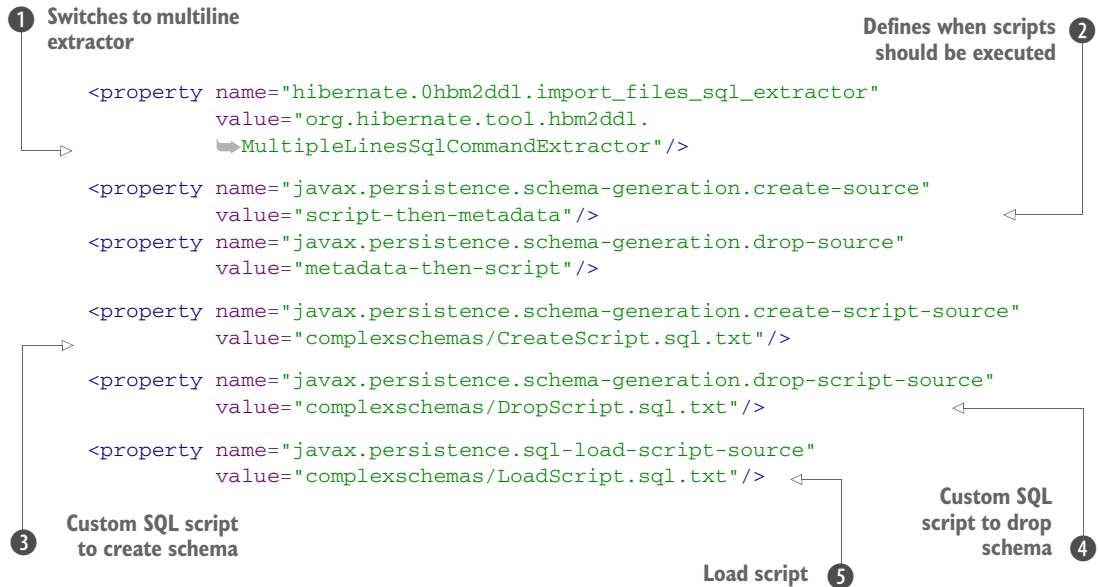 1 Switches to multiline
extractor
Defines when scripts 2
should be executed
<property name="hibernate.0hbm2ddl.import_files_sql_extractor"
value="org.hibernate.tool.hbm2ddl.
➥MultipleLinesSqlCommandExtractor"/>
<property name="javax.persistence.schema-generation.create-source"
value="script-then-metadata"/>
<property name="javax.persistence.schema-generation.drop-source"
value="metadata-then-script"/>
<property name="javax.persistence.schema-generation.create-script-source"
value="complexschemas/CreateScript.sql.txt"/>
<property name="javax.persistence.schema-generation.drop-script-source"
value="complexschemas/DropScript.sql.txt"/>
<property name="javax.persistence.sql-load-script-source"
value="complexschemas/LoadScript.sql.txt"/>
Custom SQL script
3 to create schema
Custom SQL
script to drop
schema 4
Load script 5